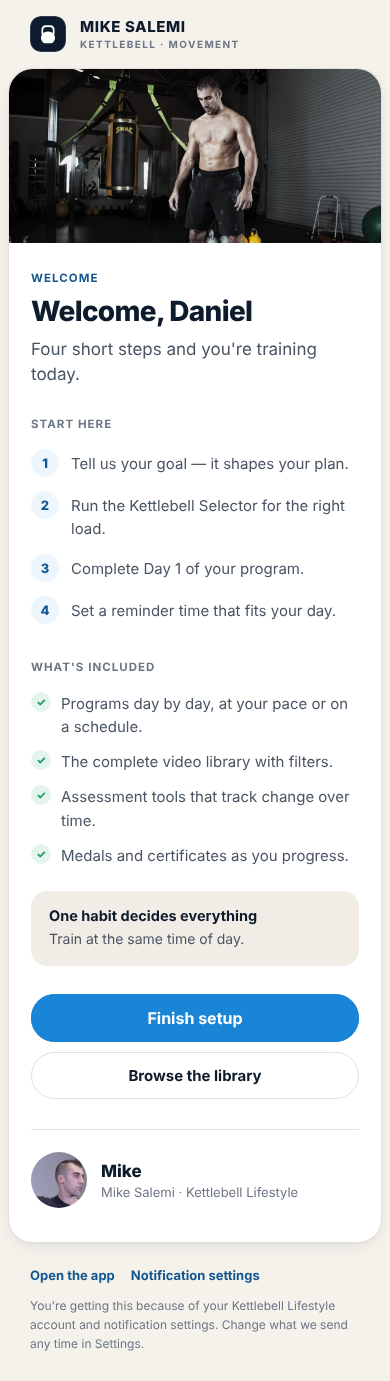 MIKE SALEMI
KETTLEBELL · MOVEMENT
SMAI
WELCOME
Welcome, Daniel
Four short steps and you're training
today.
START HERE
1 Tell us your goal — it shapes your plan.
2 Run the Kettlebell Selector for the right
load.
3 Complete Day 1 of your program.
4 Set a reminder time that fits your day.
WHAT'S INCLUDED
Programs day by day, at your pace or on
a schedule.
The complete video library with filters.
Assessment tools that track change over
time.
Medals and certificates as you progress.
One habit decides everything
Train at the same time of day.
Finish setup
Browse the library
Mike
Mike Salemi · Kettlebell Lifestyle
Open the app Notification settings
You're getting this because of your Kettlebell Lifestyle
account and notification settings. Change what we send
any time in Settings.